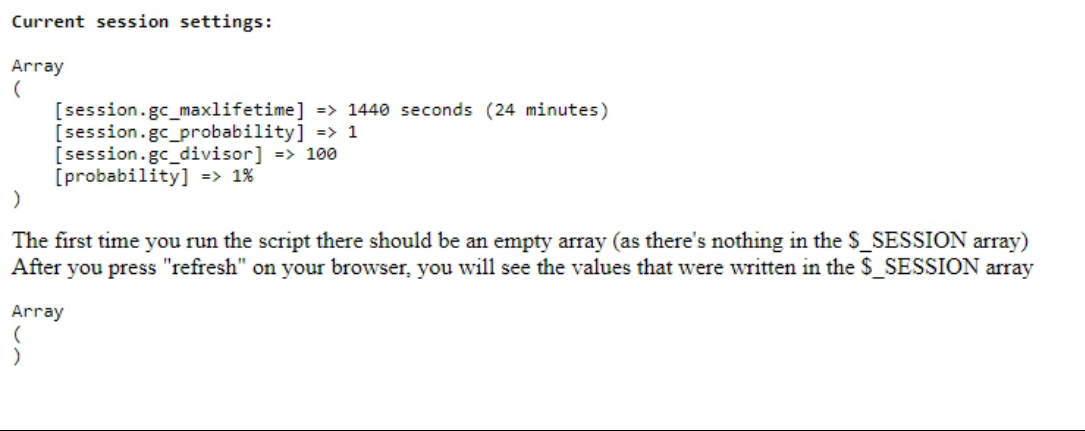 Current session settings:
Array
(
[session.gc_maxlifetime] => 1440 seconds (24 minutes)
[session.gc_probability] => 1
[session.gc_divisor] => 100
[probability] => 1%
)
The first time you run the script there should be an empty array (as there's nothing in the $_SESSION array)
After you press "refresh" on your browser, you will see the values that were written in the $_SESSION array
Array
(
)